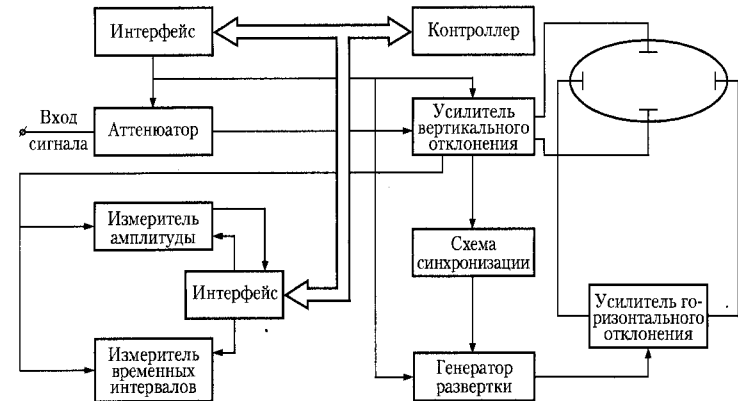 Интерфейс
Контроллер
Вход
сигнала
Аттенюатор
Усилитель
вертикального
отклонения
Измеритель
амплитуды
Схема
синхронизации
Интерфейс
Усилитель го-
ризонтального
отклонения
Измеритель
временных
интервалов
Генератор
развертки